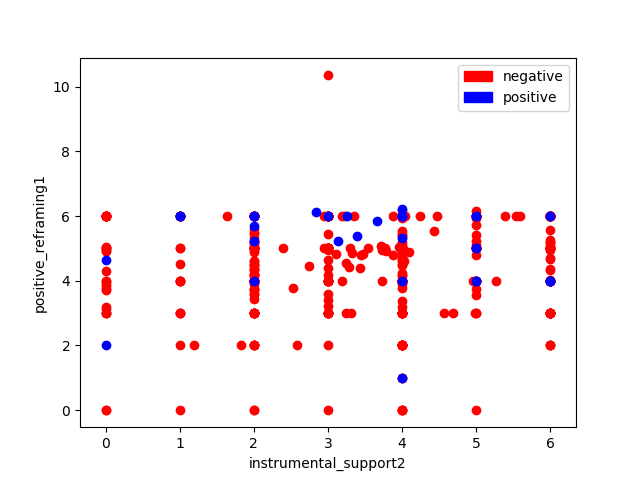 negative
positive
10
8
6
4
2
0
positive_reframing1
0 1 2 3 4 5 6
instrumental_support2